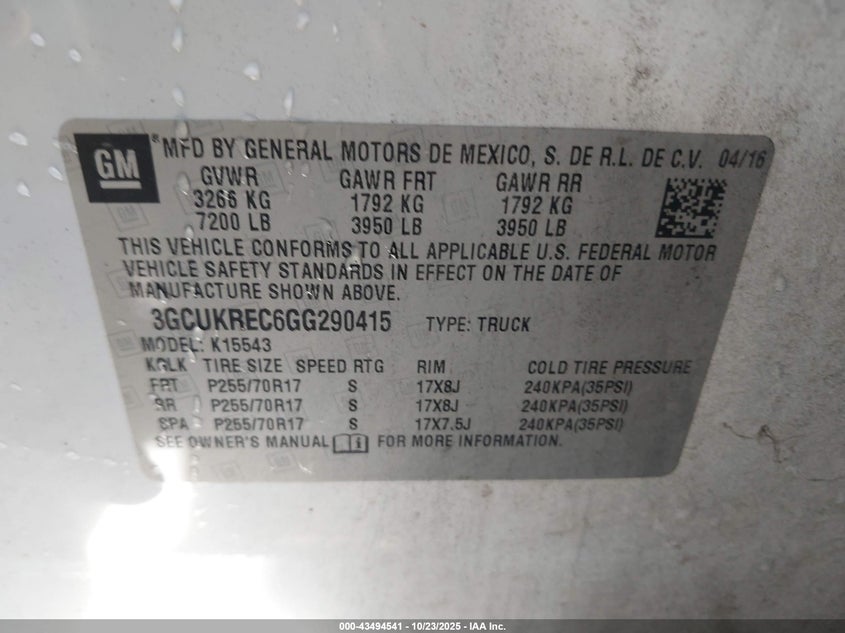 GM
® MFD BY GENERAL MOTORS DE MEXICO, S. DE R.L. DE C.V. 04/16
GVWR GAWR FRT GAWR RR
3266 KG 1792 KG 1792 KG
7200 LB 3950 LB 3950 LB
THIS VEHICLE CONFORMS TO ALL APPLICABLE U.S. FEDERAL MOTOR
VEHICLE SAFETY STANDARDS IN EFFECT ON THE DATE OF
MANUFACTURE SHOWN ABOVE.
3GCUKREC6GG290415 TYPE: TRUCK
MODEL: K15543
KGLK TIRE SIZE SPEED RTG RIM COLD TIRE PRESSURE
FRT P255/70R17 S 17X8J 240KPA(35PSI)
RR P255/70R17 S 17X8J 240KPA(35PSI)
SPA P255/70R17 S 17X7.5J 240KPA(35PSI)
SEE OWNER'S MANUAL i FOR MORE INFORMATION.
000-43494541 - 10/23/2025 - IAA Inc.